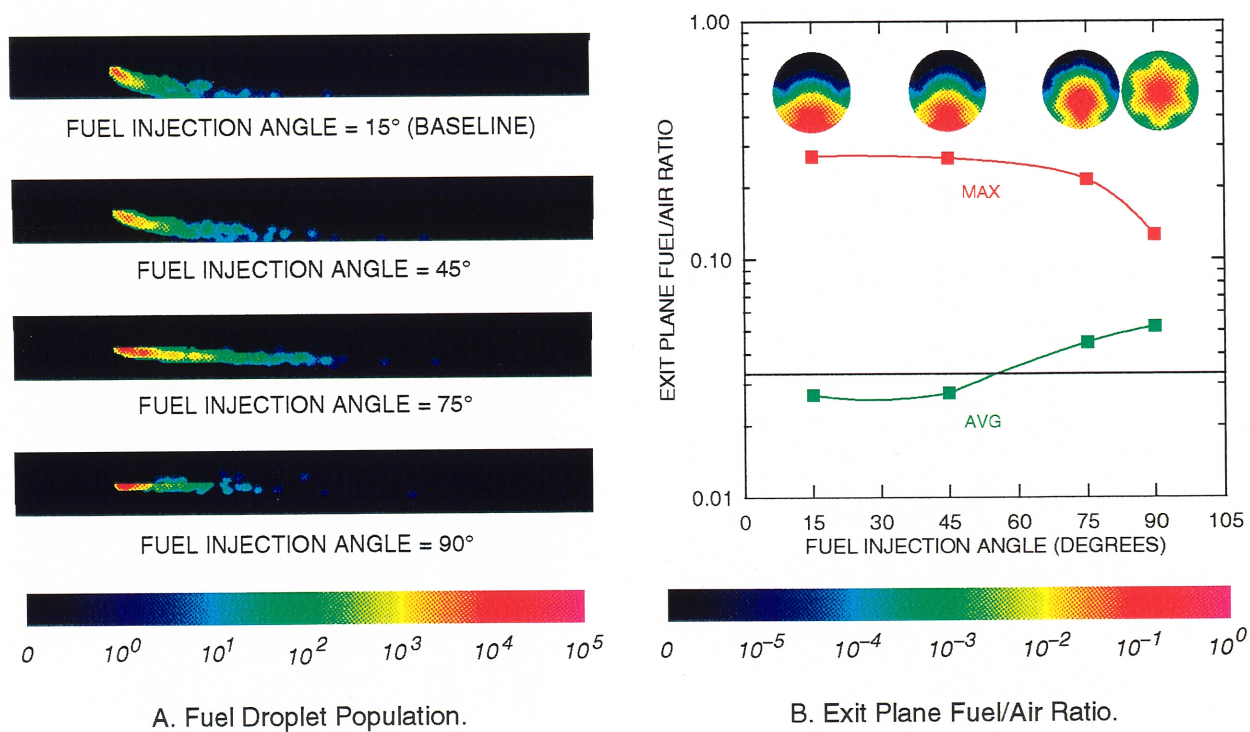 FUEL INJECTION ANGLE = 15° (BASELINE)
FUEL INJECTION ANGLE = 45°
FUEL INJECTION ANGLE = 75°
FUEL INJECTION ANGLE = 90°
0 10⁰ 10¹ 10² 10³ 10⁴ 10⁵
A. Fuel Droplet Population.
EXIT PLANE FUEL/AIR RATIO
1.00
0.10
0.01
MAX
AVG
0 15 30 45 60 75 90 105
FUEL INJECTION ANGLE (DEGREES)
0 10⁻⁵ 10⁻⁴ 10⁻³ 10⁻² 10⁻¹ 10⁰
B. Exit Plane Fuel/Air Ratio.